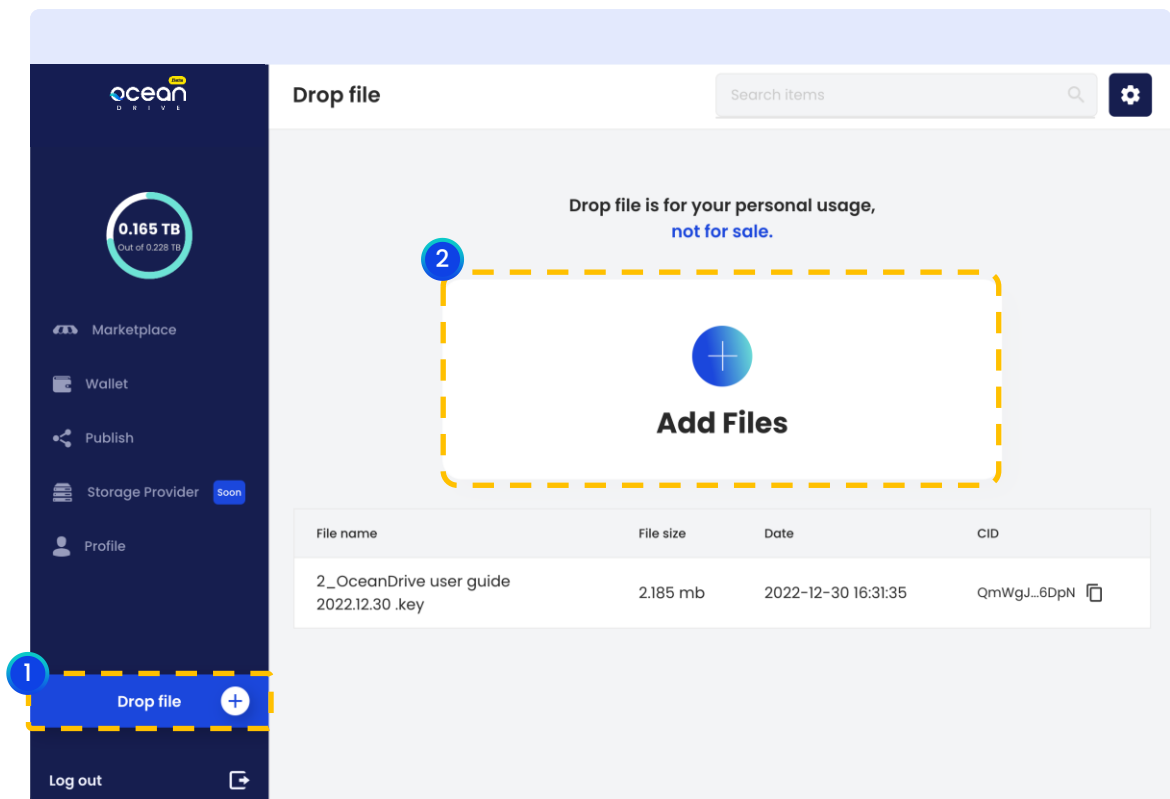 Beta
ocean
DRIVE
Drop file
Search items
0.165 TB
Out of 0.228 TB
Marketplace
Wallet
Publish
Storage Provider Soon
Profile
1
Drop file
Log out
Drop file is for your personal usage,
not for sale.
2
Add Files
File name File size Date CID
2_OceanDrive user guide
2022.12.30 .key
2.185 mb 2022-12-30 16:31:35 QmWgJ...6DpN